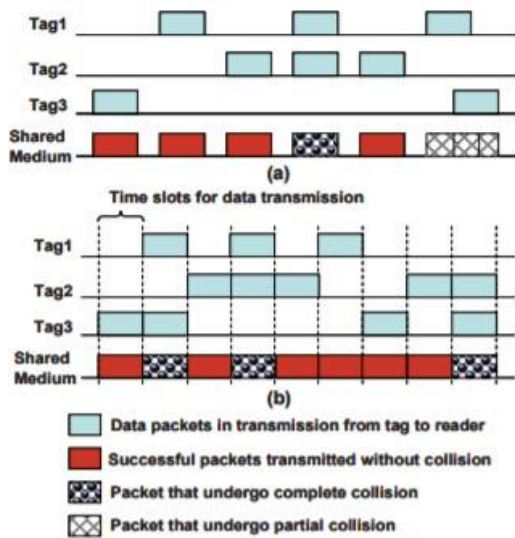 Tag1
Tag2
Tag3
Shared
Medium
(a)
Time slots for data transmission
Tag1
Tag2
Tag3
Shared
Medium
(b)
Data packets in transmission from tag to reader
Successful packets transmitted without collision
Packet that undergo complete collision
Packet that undergo partial collision